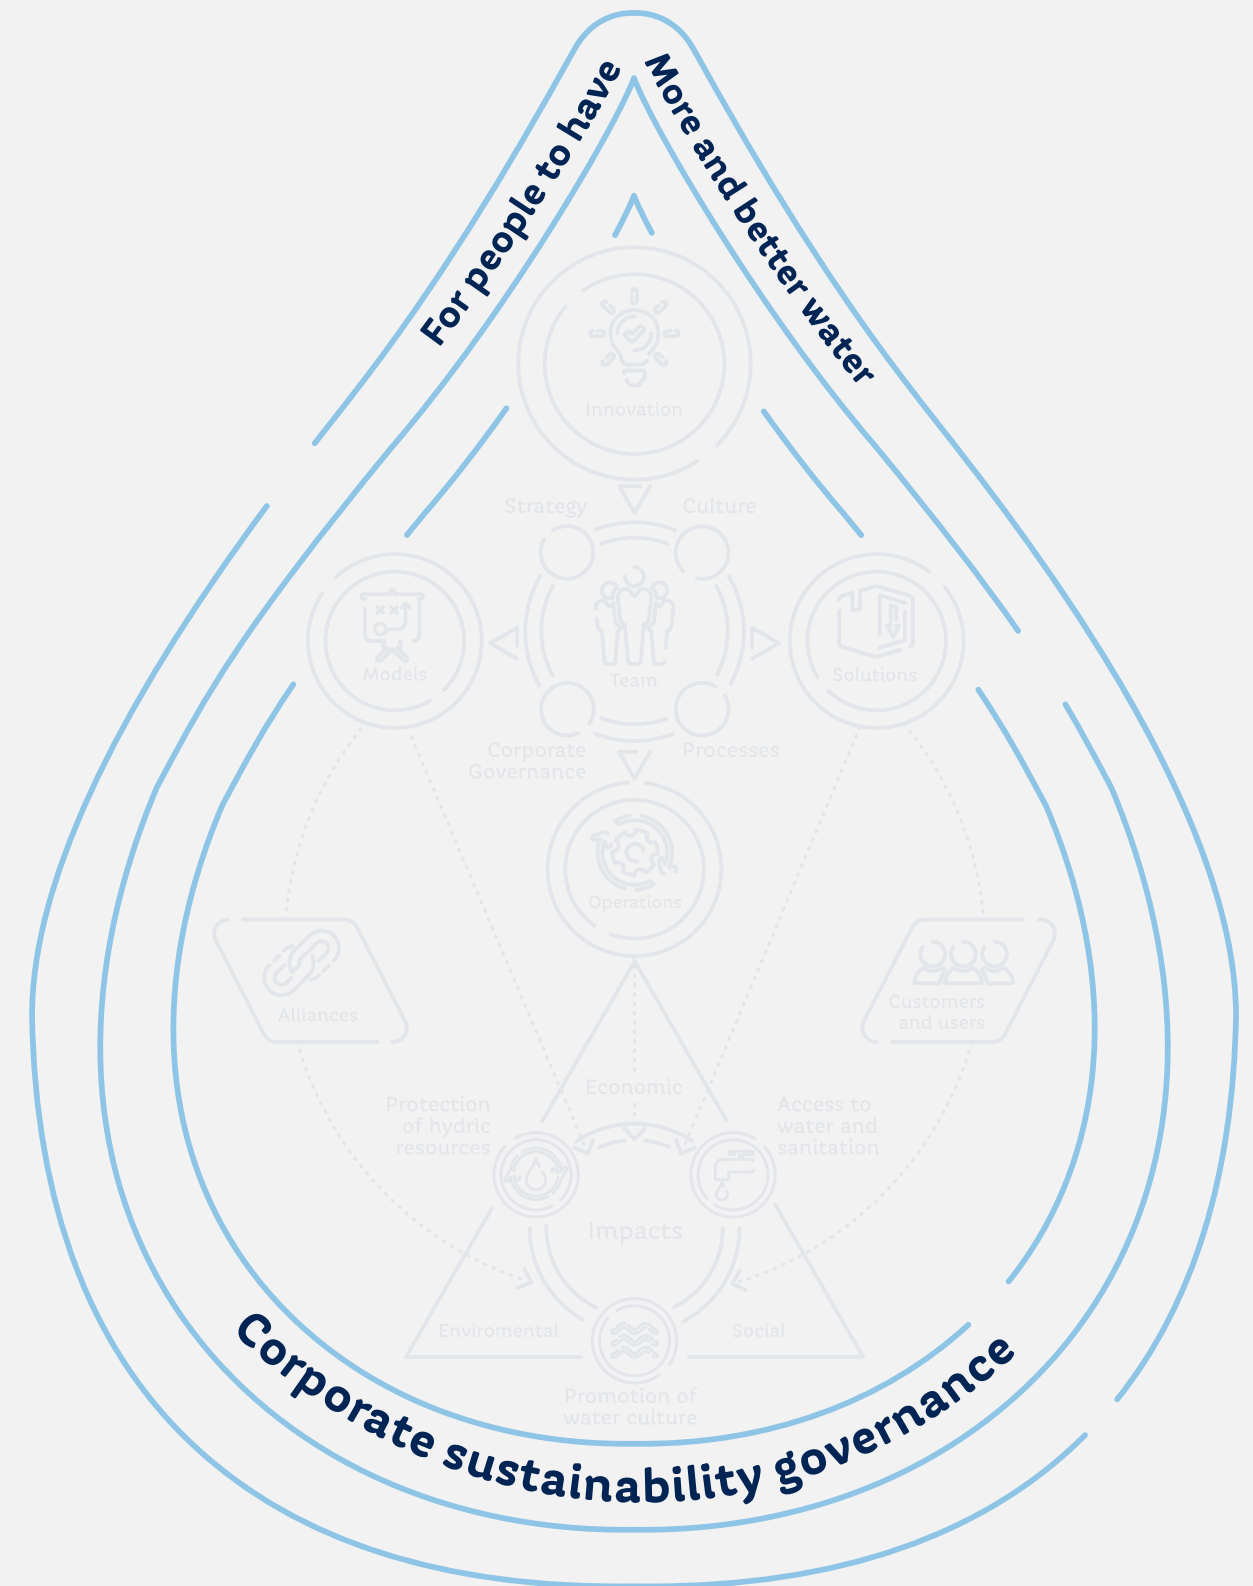 For people to have
More and better water
Innovation
Strategy
Culture
Models
Team
Solutions
Corporate
Governance
Processes
Operations
Alliances
Customers
and users
Economic
Protection
of hydric
resources
Access to
water and
sanitation
Impacts
Enviromental
Social
Promotion of
water culture
Corporate sustainability governance